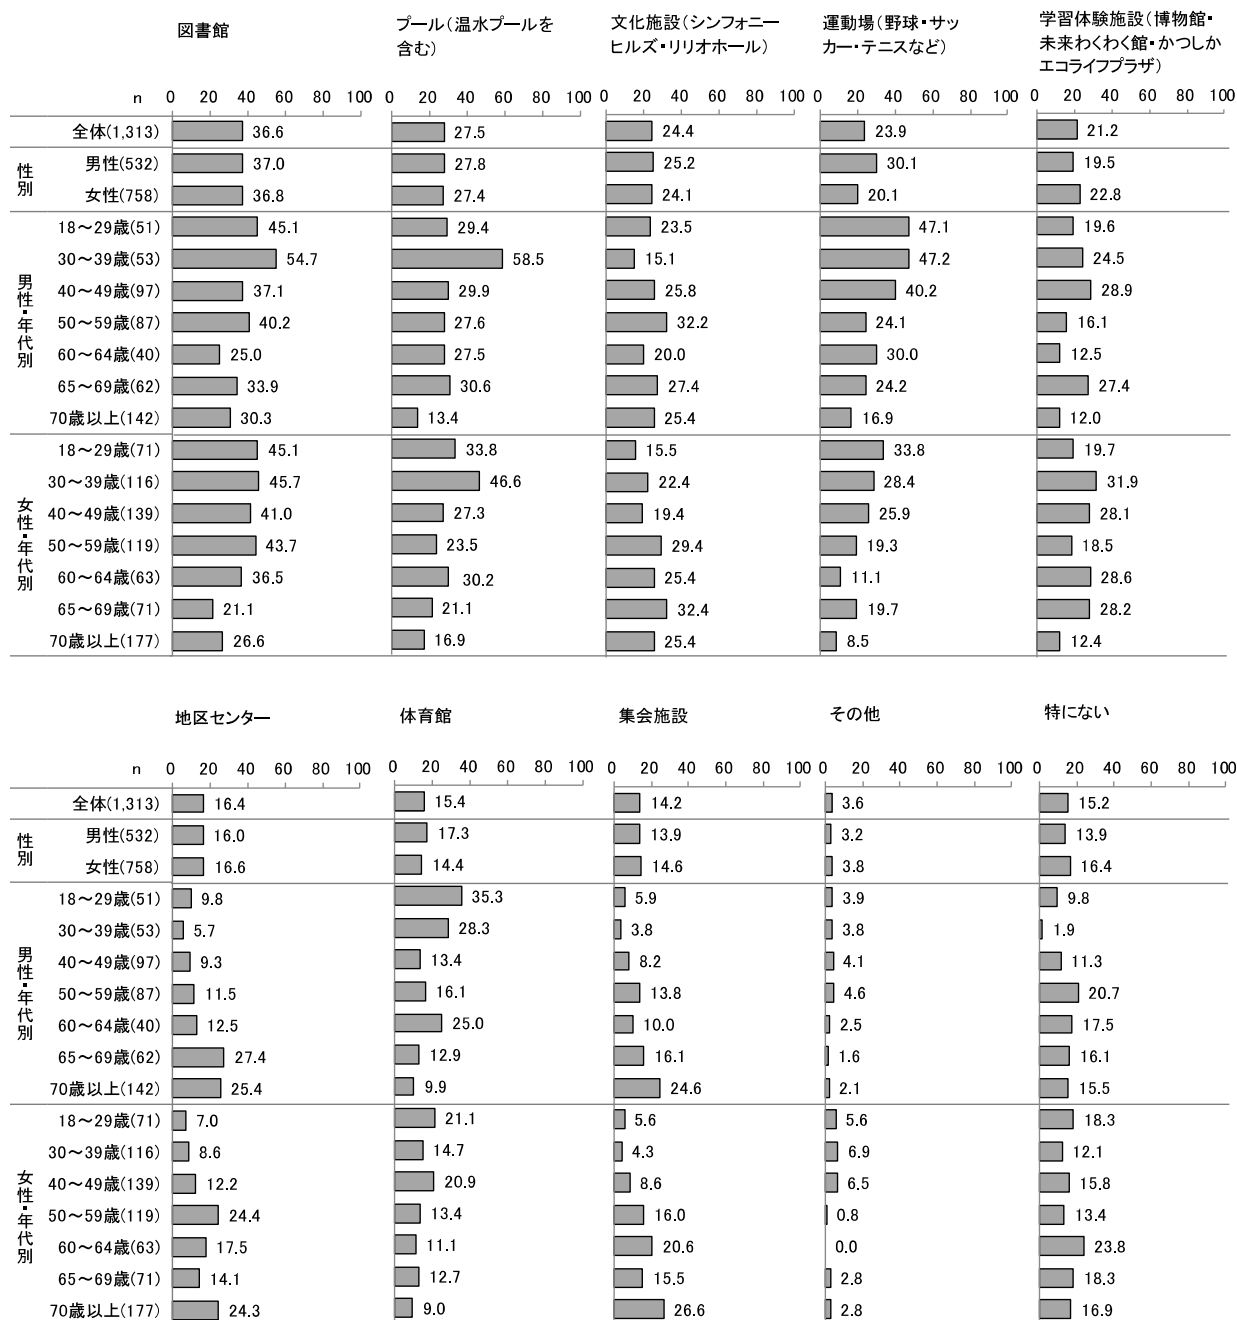 図書館
プール(温水プールを
含む)
文化施設(シンフォニー
ヒルズ・リリオホール)
運動場(野球・サッ
カー・テニスなど)
学習体験施設(博物館・
未来わくわく館・かつしか
エコライフプラザ)
n 0 20 40 60 80 100 0 20 40 60 80 100 0 20 40 60 80 100 0 20 40 60 80 100 0 20 40 60 80 100
全体(1,313) 36.6 27.5 24.4 23.9 21.2
性別
男性(532) 37.0 27.8 25.2 30.1 19.5
女性(758) 36.8 27.4 24.1 20.1 22.8
男性・年代別
18～29歳(51) 45.1 29.4 23.5 47.1 19.6
30～39歳(53) 54.7 58.5 15.1 47.2 24.5
40～49歳(97) 37.1 29.9 25.8 40.2 28.9
50～59歳(87) 40.2 27.6 32.2 24.1 16.1
60～64歳(40) 25.0 27.5 20.0 30.0 12.5
65～69歳(62) 33.9 30.6 27.4 24.2 27.4
70歳以上(142) 30.3 13.4 25.4 16.9 12.0
女性・年代別
18～29歳(71) 45.1 33.8 15.5 33.8 19.7
30～39歳(116) 45.7 46.6 22.4 28.4 31.9
40～49歳(139) 41.0 27.3 19.4 25.9 28.1
50～59歳(119) 43.7 23.5 29.4 19.3 18.5
60～64歳(63) 36.5 30.2 25.4 11.1 28.6
65～69歳(71) 21.1 21.1 32.4 19.7 28.2
70歳以上(177) 26.6 16.9 25.4 8.5 12.4
地区センター 体育館 集会施設 その他 特にない
n 0 20 40 60 80 100 0 20 40 60 80 100 0 20 40 60 80 100 0 20 40 60 80 100 0 20 40 60 80 100
全体(1,313) 16.4 15.4 14.2 3.6 15.2
性別
男性(532) 16.0 17.3 13.9 3.2 13.9
女性(758) 16.6 14.4 14.6 3.8 16.4
男性・年代別
18～29歳(51) 9.8 35.3 5.9 3.9 9.8
30～39歳(53) 5.7 28.3 3.8 3.8 1.9
40～49歳(97) 9.3 13.4 8.2 4.1 11.3
50～59歳(87) 11.5 16.1 13.8 4.6 20.7
60～64歳(40) 12.5 25.0 10.0 2.5 17.5
65～69歳(62) 27.4 12.9 16.1 1.6 16.1
70歳以上(142) 25.4 9.9 24.6 2.1 15.5
女性・年代別
18～29歳(71) 7.0 21.1 5.6 5.6 18.3
30～39歳(116) 8.6 14.7 4.3 6.9 12.1
40～49歳(139) 12.2 20.9 8.6 6.5 15.8
50～59歳(119) 24.4 13.4 16.0 0.8 13.4
60～64歳(63) 17.5 11.1 20.6 0.0 23.8
65～69歳(71) 14.1 12.7 15.5 2.8 18.3
70歳以上(177) 24.3 9.0 26.6 2.8 16.9